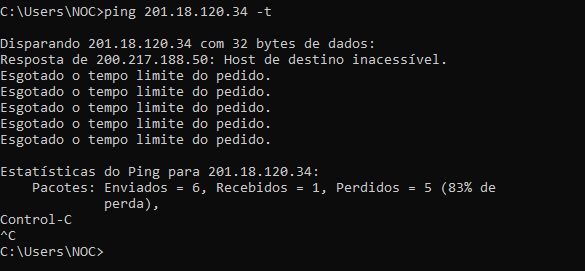 C:\Users\NOC>ping 201.18.120.34 -t
Disparando 201.18.120.34 com 32 bytes de dados:
Resposta de 200.217.188.50: Host de destino inacessível.
Esgotado o tempo limite do pedido.
Esgotado o tempo limite do pedido.
Esgotado o tempo limite do pedido.
Esgotado o tempo limite do pedido.
Esgotado o tempo limite do pedido.
Estatísticas do Ping para 201.18.120.34:
Pacotes: Enviados = 6, Recebidos = 1, Perdidos = 5 (83% de
perda),
Control-C
^C
C:\Users\NOC>